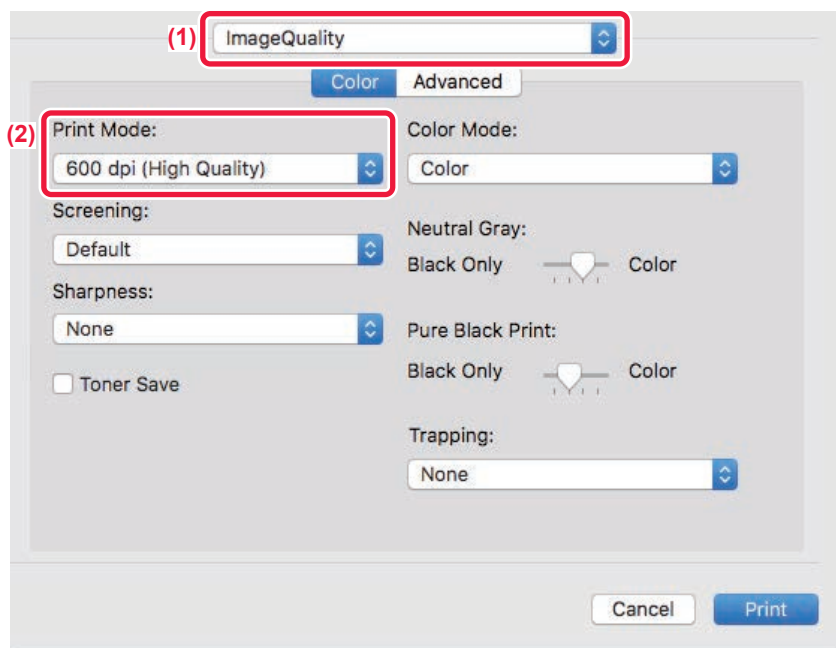 (1) ImageQuality
Color Advanced
(2) Print Mode:
600 dpi (High Quality)
Screening:
Default
Sharpness:
None
Toner Save
Color Mode:
Color
Neutral Gray:
Black Only Color
Pure Black Print:
Black Only Color
Trapping:
None
Cancel Print